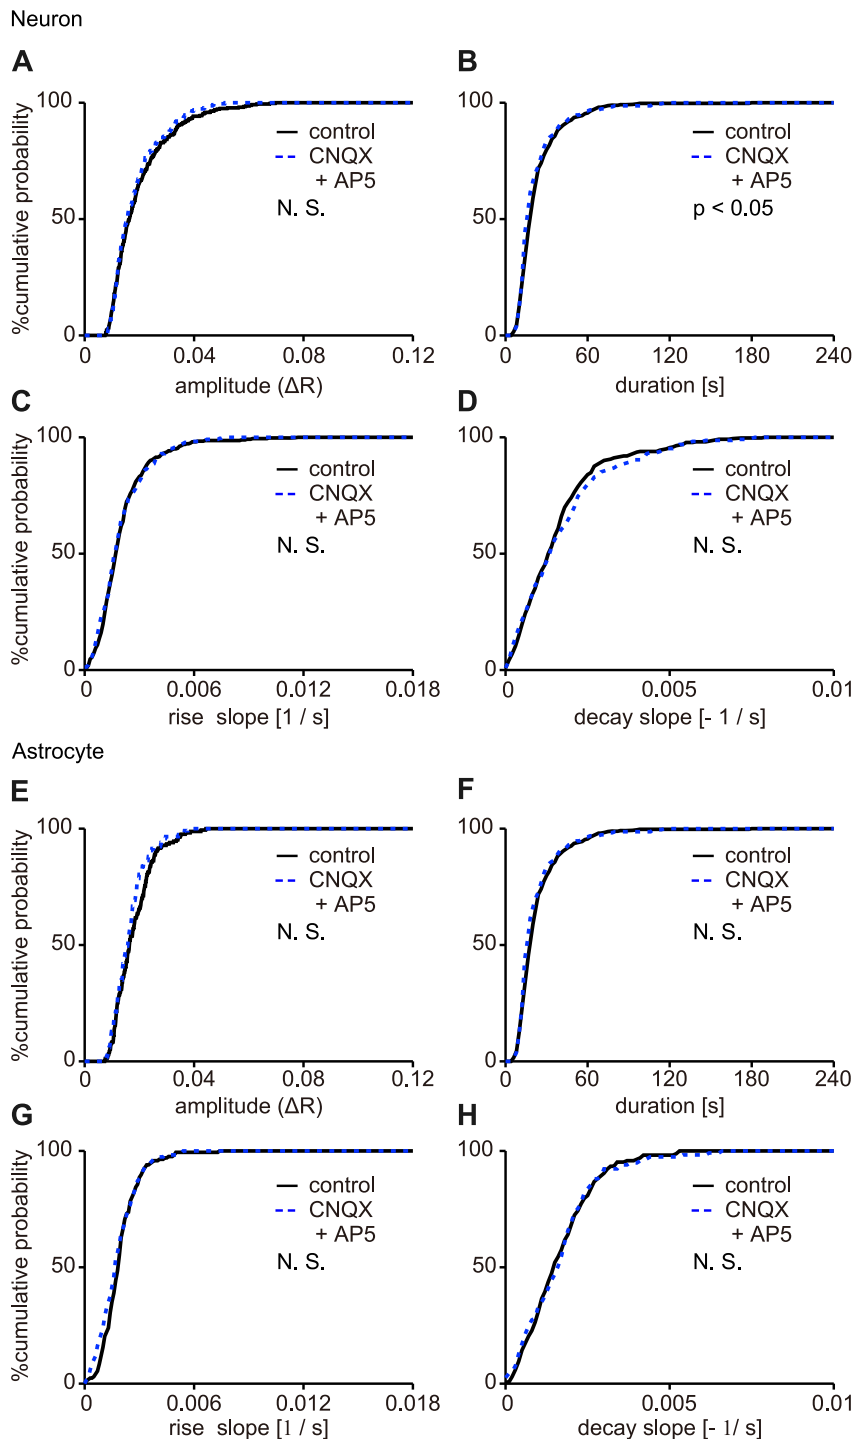 Neuron
A
%cumulative probability
100
50
0
control
CNQX
+ AP5
N. S.
0 0.04 0.08 0.12
amplitude (ΔR)
B
100
50
0
control
CNQX
+ AP5
p < 0.05
0 60 120 180 240
duration [s]
C
%cumulative probability
100
50
0
control
CNQX
+ AP5
N. S.
0 0.006 0.012 0.018
rise slope [1 / s]
D
100
50
0
control
CNQX
+ AP5
N. S.
0 0.005 0.01
decay slope [- 1/ s]
Astrocyte
E
%cumulative probability
100
50
0
control
CNQX
+ AP5
N. S.
0 0.04 0.08 0.12
amplitude (ΔR)
F
100
50
0
control
CNQX
+ AP5
N. S.
0 60 120 180 240
duration [s]
G
%cumulative probability
100
50
0
control
CNQX
+ AP5
N. S.
0 0.006 0.012 0.018
rise slope [1 / s]
H
100
50
0
control
CNQX
+ AP5
N. S.
0 0.005 0.01
decay slope [- 1/ s]